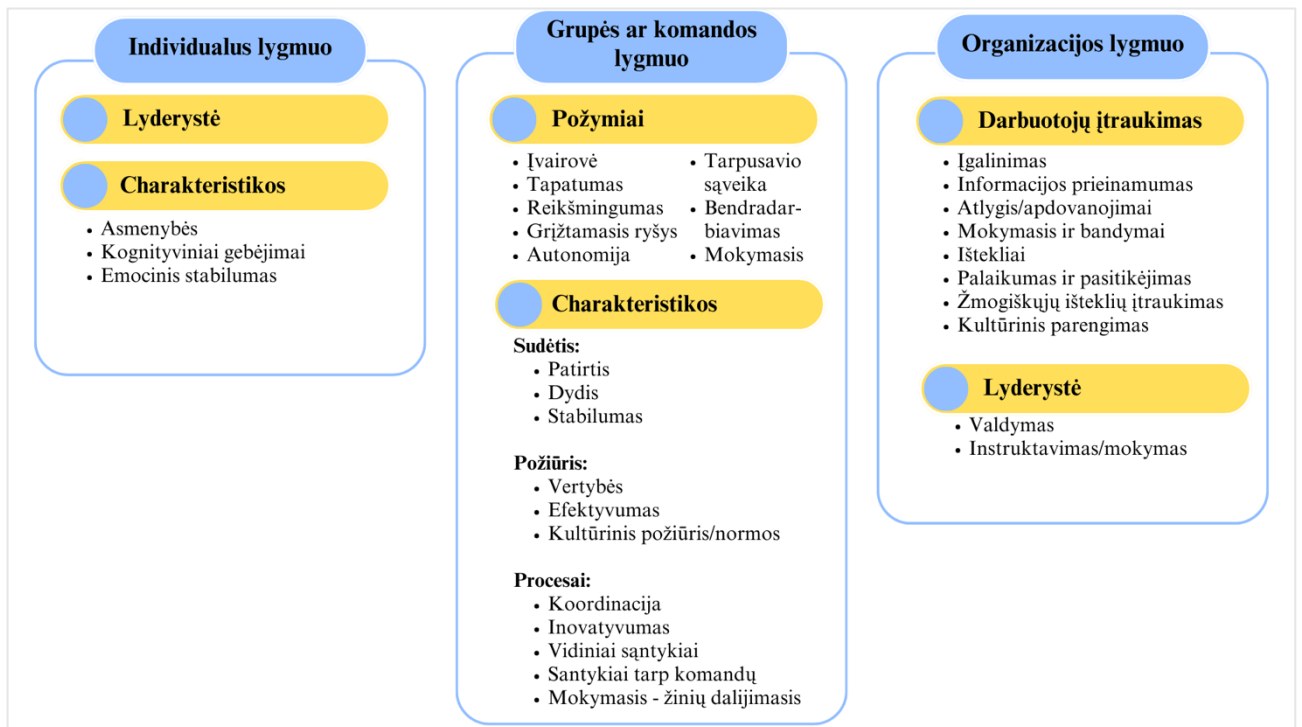 Individualus lygmuo
Lyderystė
Charakteristikos
Asmenybės
Kognityviniai gebėjimai
Emocinis stabilumas
Grupės ar komandos
lygmuo
Požymiai
Įvairovė
Tapatumas
Reikšmingumas
Grįžtamasis ryšys
Autonomija
Tarpusavio
sąveika
Bendradar-
biavimas
Mokymasis
Charakteristikos
Sudėtis:
Patirtis
Dydis
Stabilumas
Požiūris:
Vertybės
Efektyvumas
Kultūrinis požiūris/normos
Procesai:
Koordinacija
Inovatyvumas
Vidiniai sąntykiai
Santykiai tarp komandų
Mokymasis - žinių dalijimasis
Organizacijos lygmuo
Darbuotojų įtraukimas
Įgalinimas
Informacijos prieinamumas
Atlygis/apdovanojimai
Mokymasis ir bandymai
Ištekliai
Palaikumas ir pasitikėjimas
Žmogiškųjų išteklių įtraukimas
Kultūrinis parengimas
Lyderystė
Valdymas
Instruktavimas/mokymas